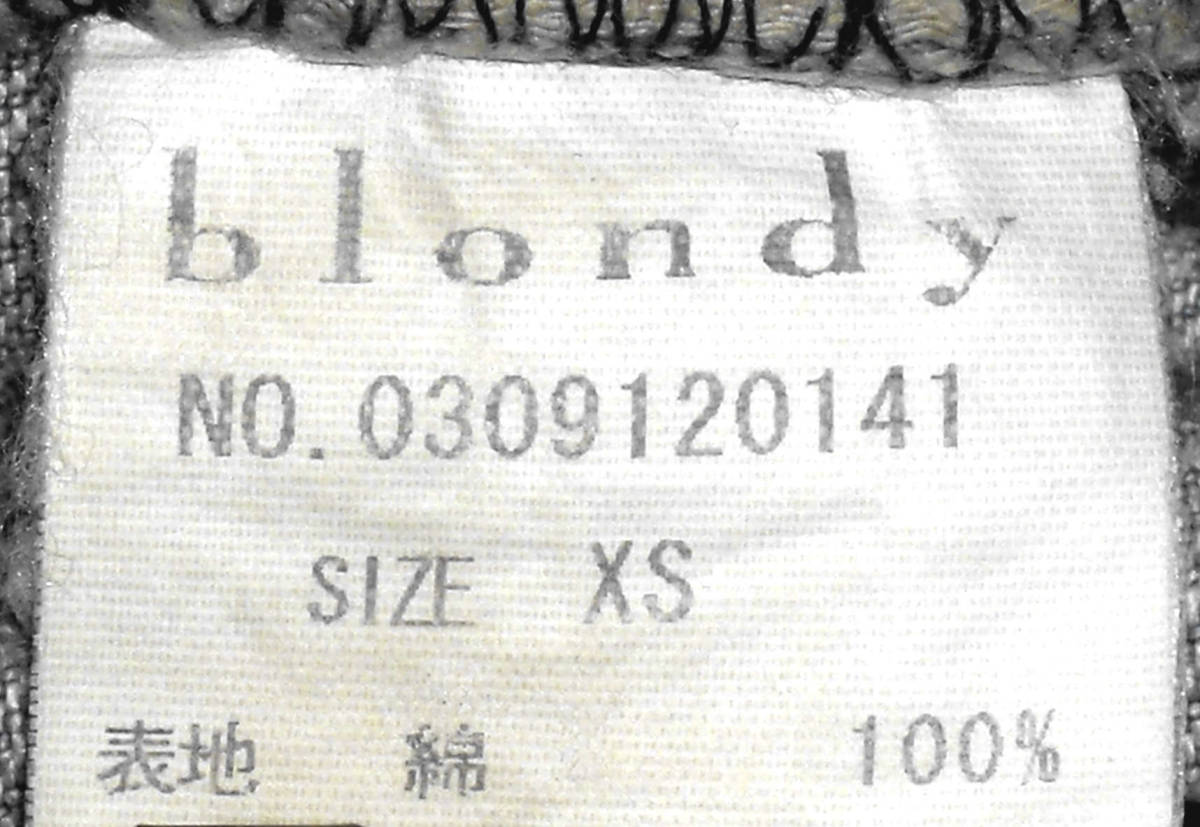 blondy
NO. 0309120141
SIZE XS
表地 綿 100%